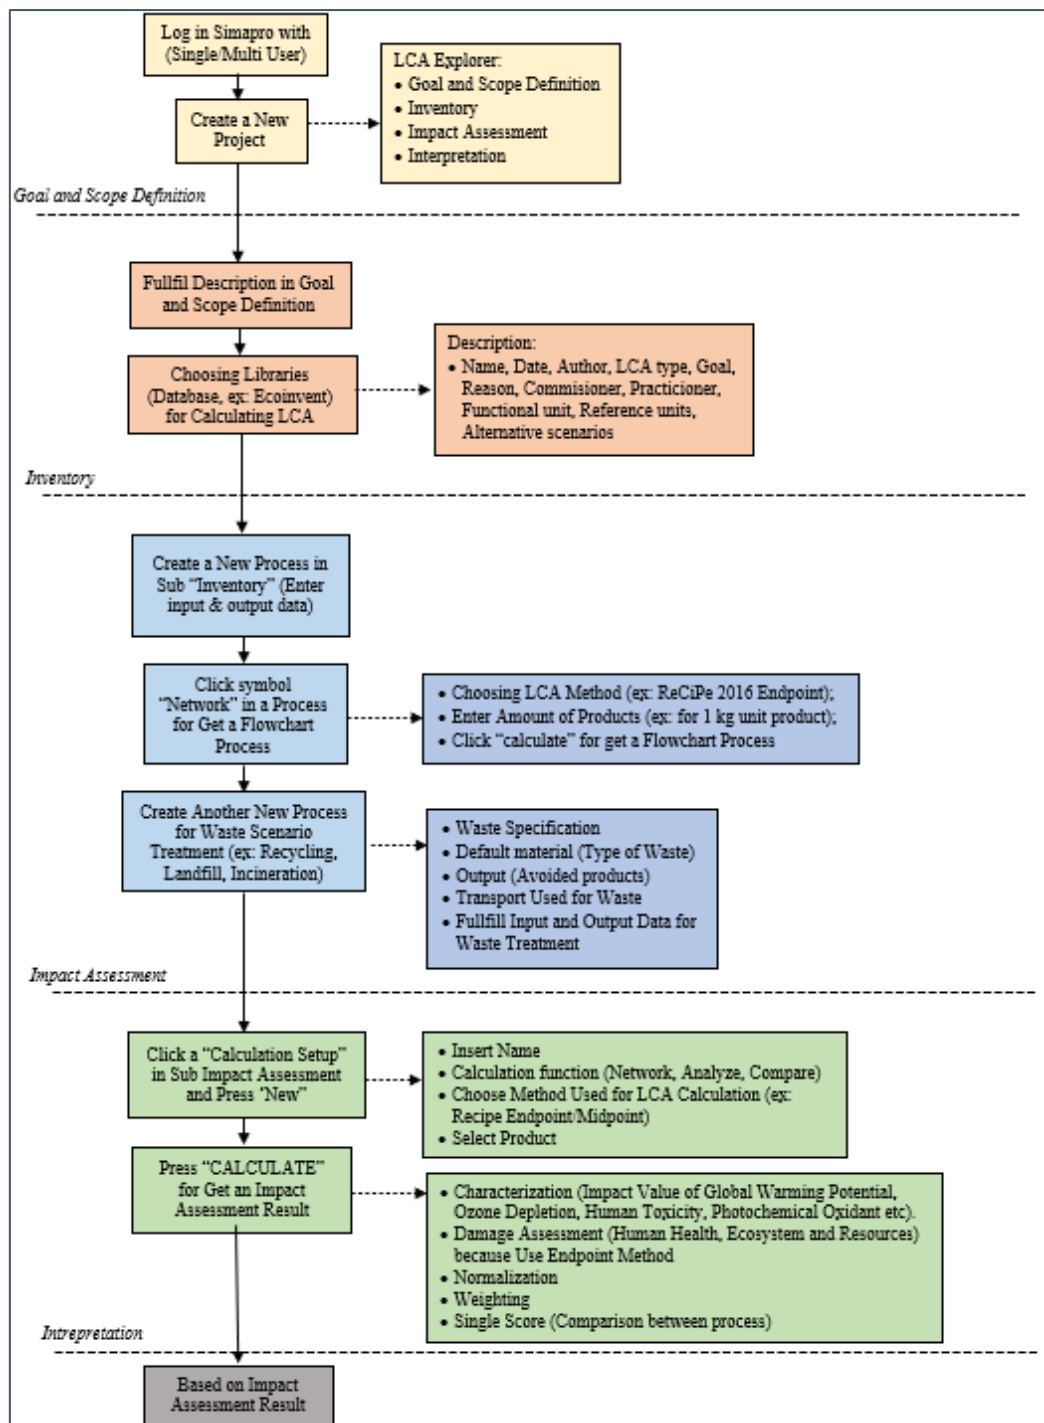 Log in Simapro with
(Single/Multi User)
LCA Explorer:
• Goal and Scope Definition
• Inventory
• Impact Assessment
• Interpretation
Create a New
Project
Goal and Scope Definition
Fullfil Description in Goal
and Scope Definition
Choosing Libraries
(Database, ex: Ecoinvent)
for Calculating LCA
Description:
• Name, Date, Author, LCA type, Goal,
Reason, Commisioner, Practicioner,
Functional unit, Reference units,
Alternative scenarios
Inventory
Create a New Process in
Sub “Inventory” (Enter
input & output data)
Click symbol
“Network” in a Process
for Get a Flowchart
Process
• Choosing LCA Method (ex: ReCiPe 2016 Endpoint);
• Enter Amount of Products (ex: for 1 kg unit product);
• Click “calculate” for get a Flowchart Process
Create Another New Process
for Waste Scenario
Treatment (ex: Recycling,
Landfill, Incineration)
• Waste Specification
• Default material (Type of Waste)
• Output (Avoided products)
• Transport Used for Waste
• Fullfill Input and Output Data for
Waste Treatment
Impact Assessment
Click a “Calculation Setup”
in Sub Impact Assessment
and Press ‘New”
• Insert Name
• Calculation function (Network, Analyze, Compare)
• Choose Method Used for LCA Calculation (ex:
Recipe Endpoint/Midpoint)
• Select Product
Press “CALCULATE”
for Get an Impact
Assessment Result
• Characterization (Impact Value of Global Warming Potential,
Ozone Depletion, Human Toxicity, Photochemical Oxidant etc).
• Damage Assessment (Human Health, Ecosystem and Resources)
because Use Endpoint Method
• Normalization
• Weighting
• Single Score (Comparison between process)
Intrepretation
Based on Impact
Assessment Result